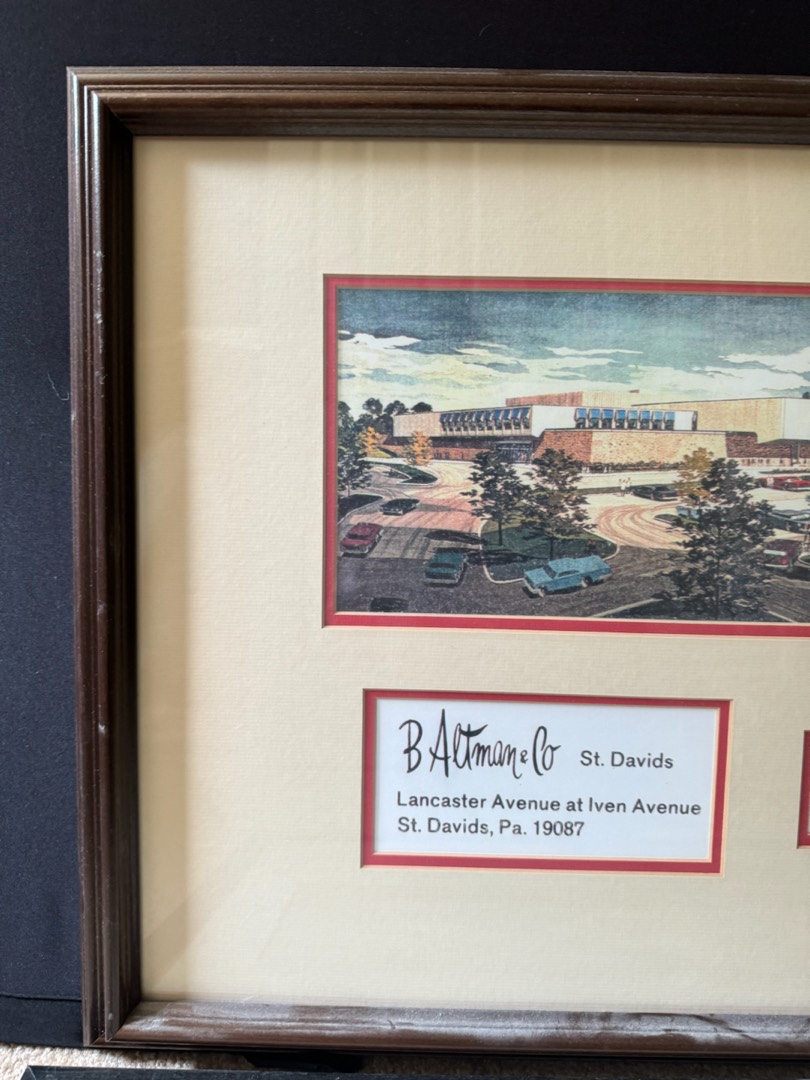 B Altman & Co St. Davids
Lancaster Avenue at Iven Avenue
St. Davids, Pa. 19087